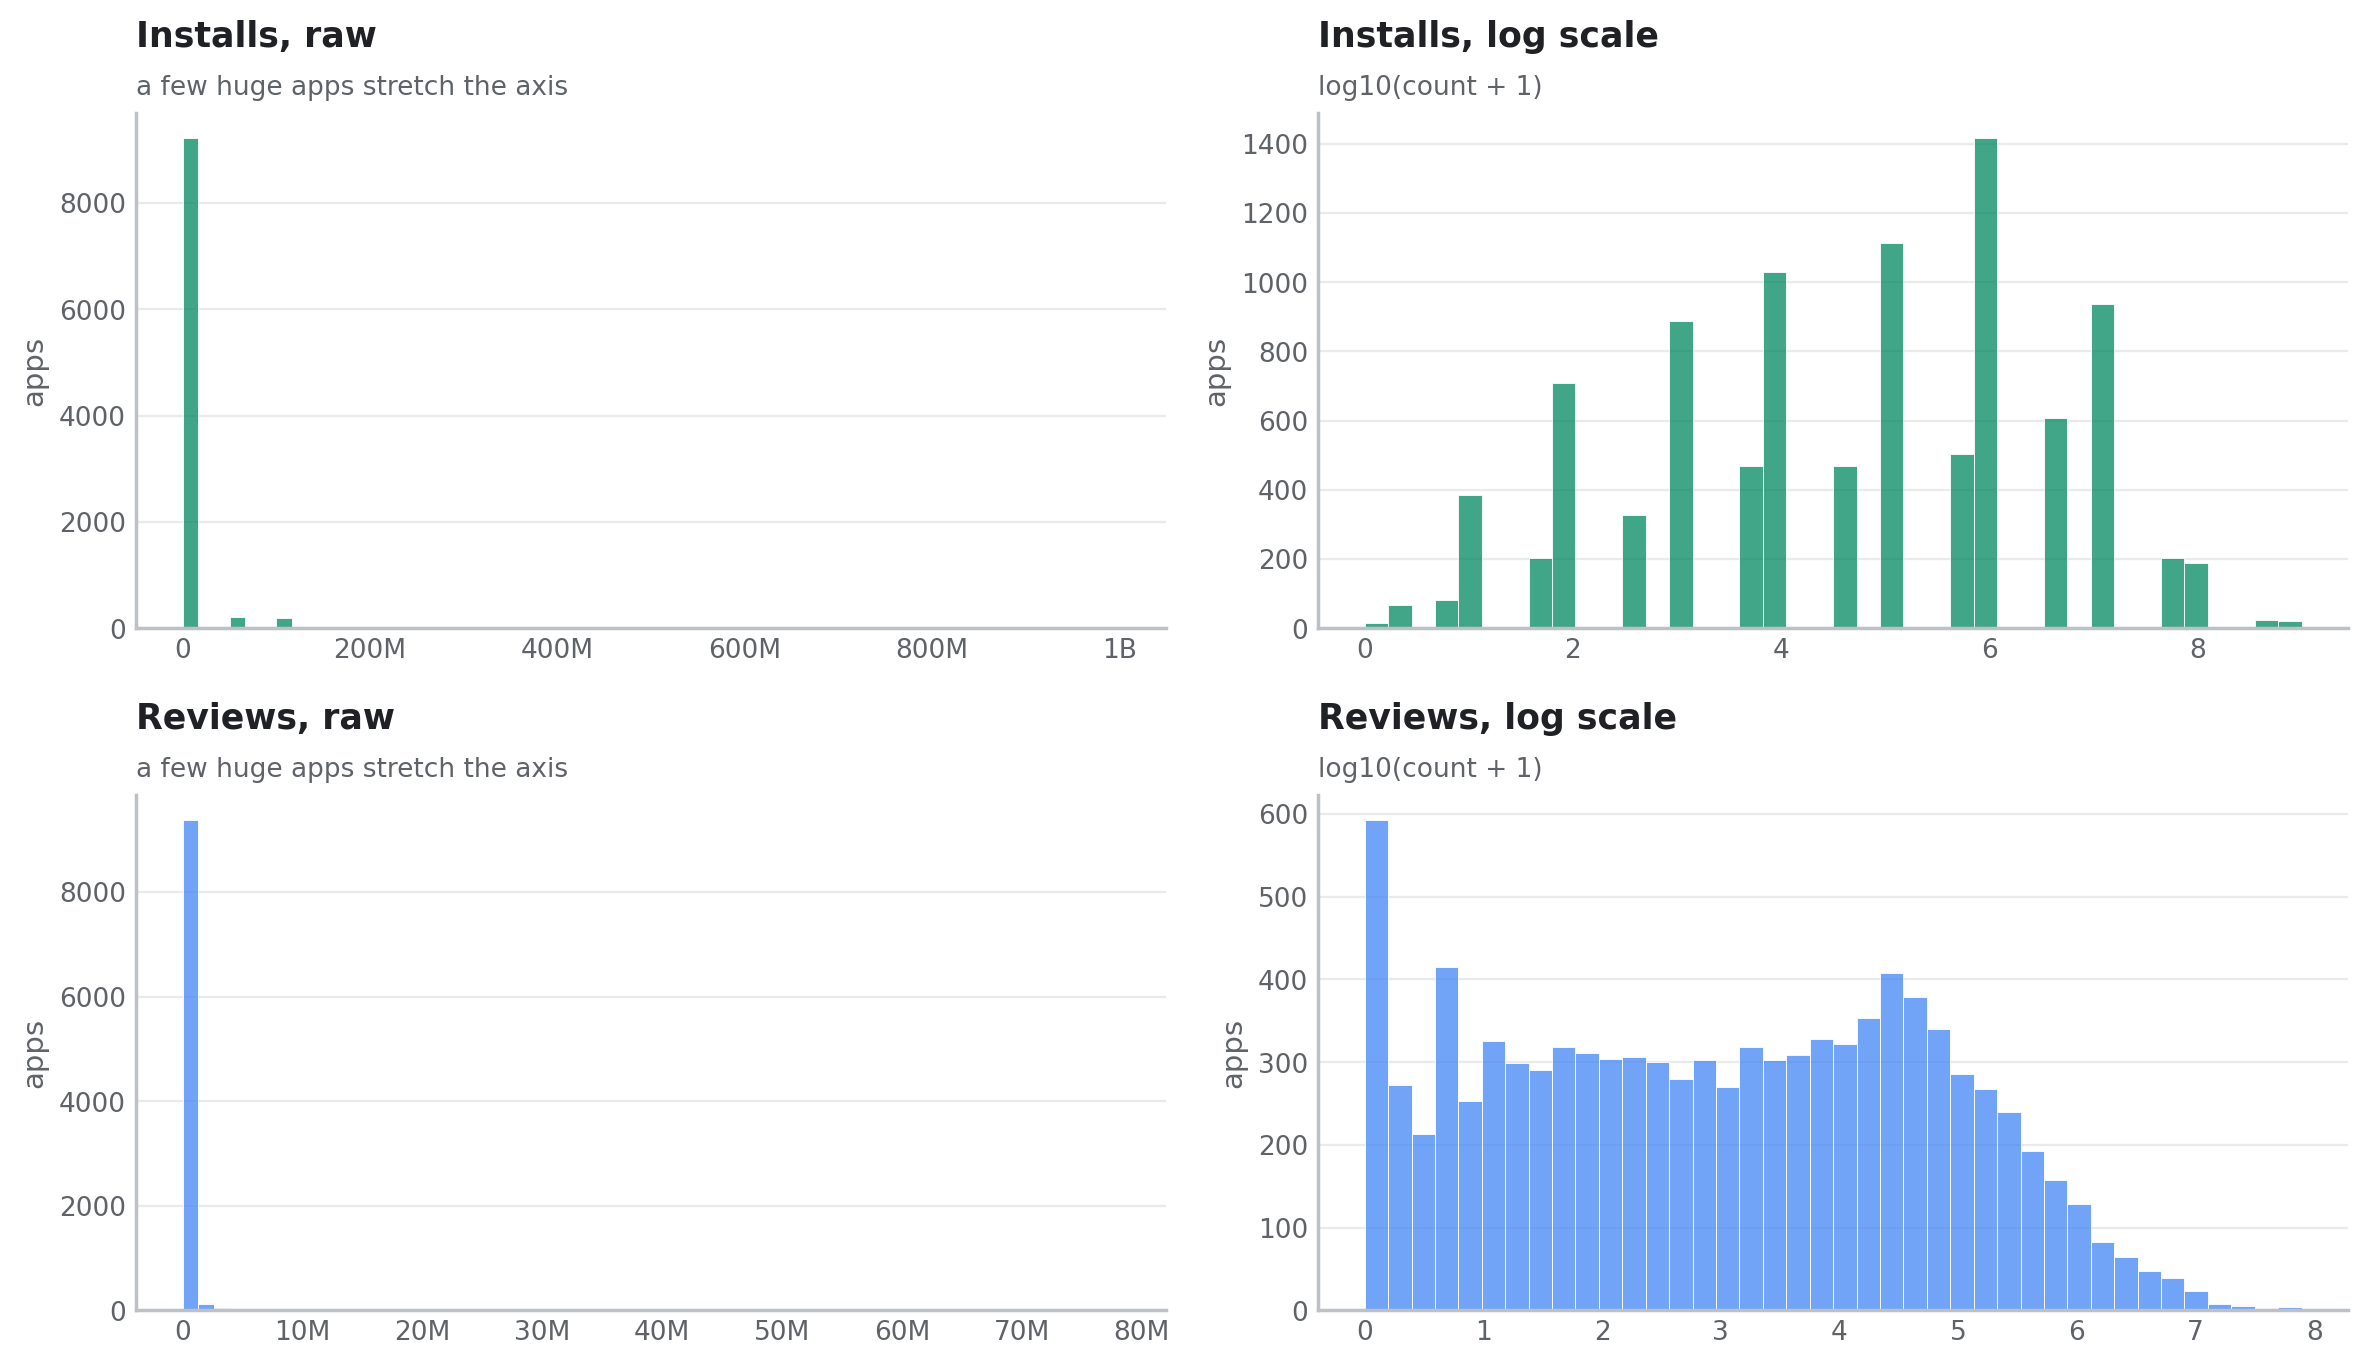 Installs, raw
a few huge apps stretch the axis
apps
8000
6000
4000
2000
0
0 200M 400M 600M 800M 1B
Installs, log scale
log10(count + 1)
apps
1400
1200
1000
800
600
400
200
0
0 2 4 6 8
Reviews, raw
a few huge apps stretch the axis
apps
8000
6000
4000
2000
0
0 10M 20M 30M 40M 50M 60M 70M 80M
Reviews, log scale
log10(count + 1)
apps
600
500
400
300
200
100
0
0 1 2 3 4 5 6 7 8